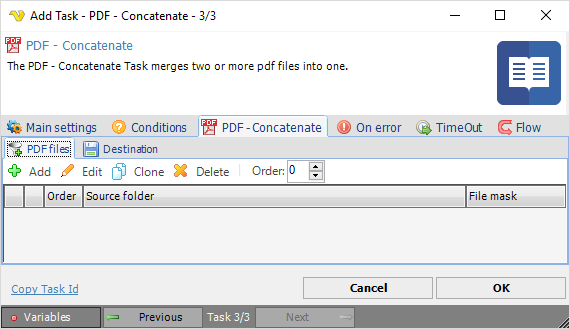 Add Task - PDF - Concatenate - 3/3
PDF
PDF - Concatenate
The PDF - Concatenate Task merges two or more pdf files into one.
Main settings Conditions PDF PDF - Concatenate On error TimeOut Flow
PDF files Destination
Add Edit Clone Delete Order: 0
Order Source folder File mask
Copy Task Id Cancel OK
Variables Previous Task 3/3 Next